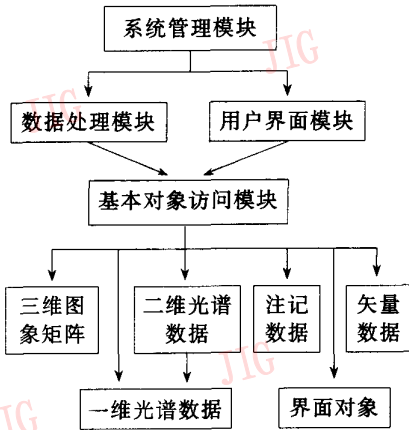 系统管理模块
JIG
JIG
数据处理模块
用户界面模块
基本对象访问模块
三维图
象矩阵
二维光谱
数据
注记
数据
矢量
数据
JIG
一维光谱数据
界面对象
JIG